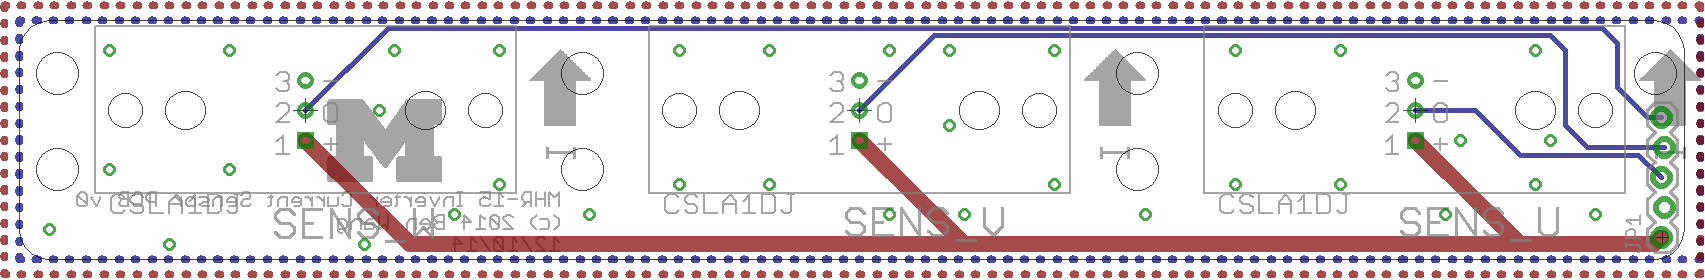 3 -
2 0
1 +
M
I
3 -
2 0
1 +
I
3 -
2 0
1 +
I
MHR-15 Inverter Current Sensor PCB v0
CSLA1DJ
CSLA1DJ
CSLA1DJ
(c) 2014 Ben Wang
SENS_W
SENS_V
SENS_U
JP1
12/10/14